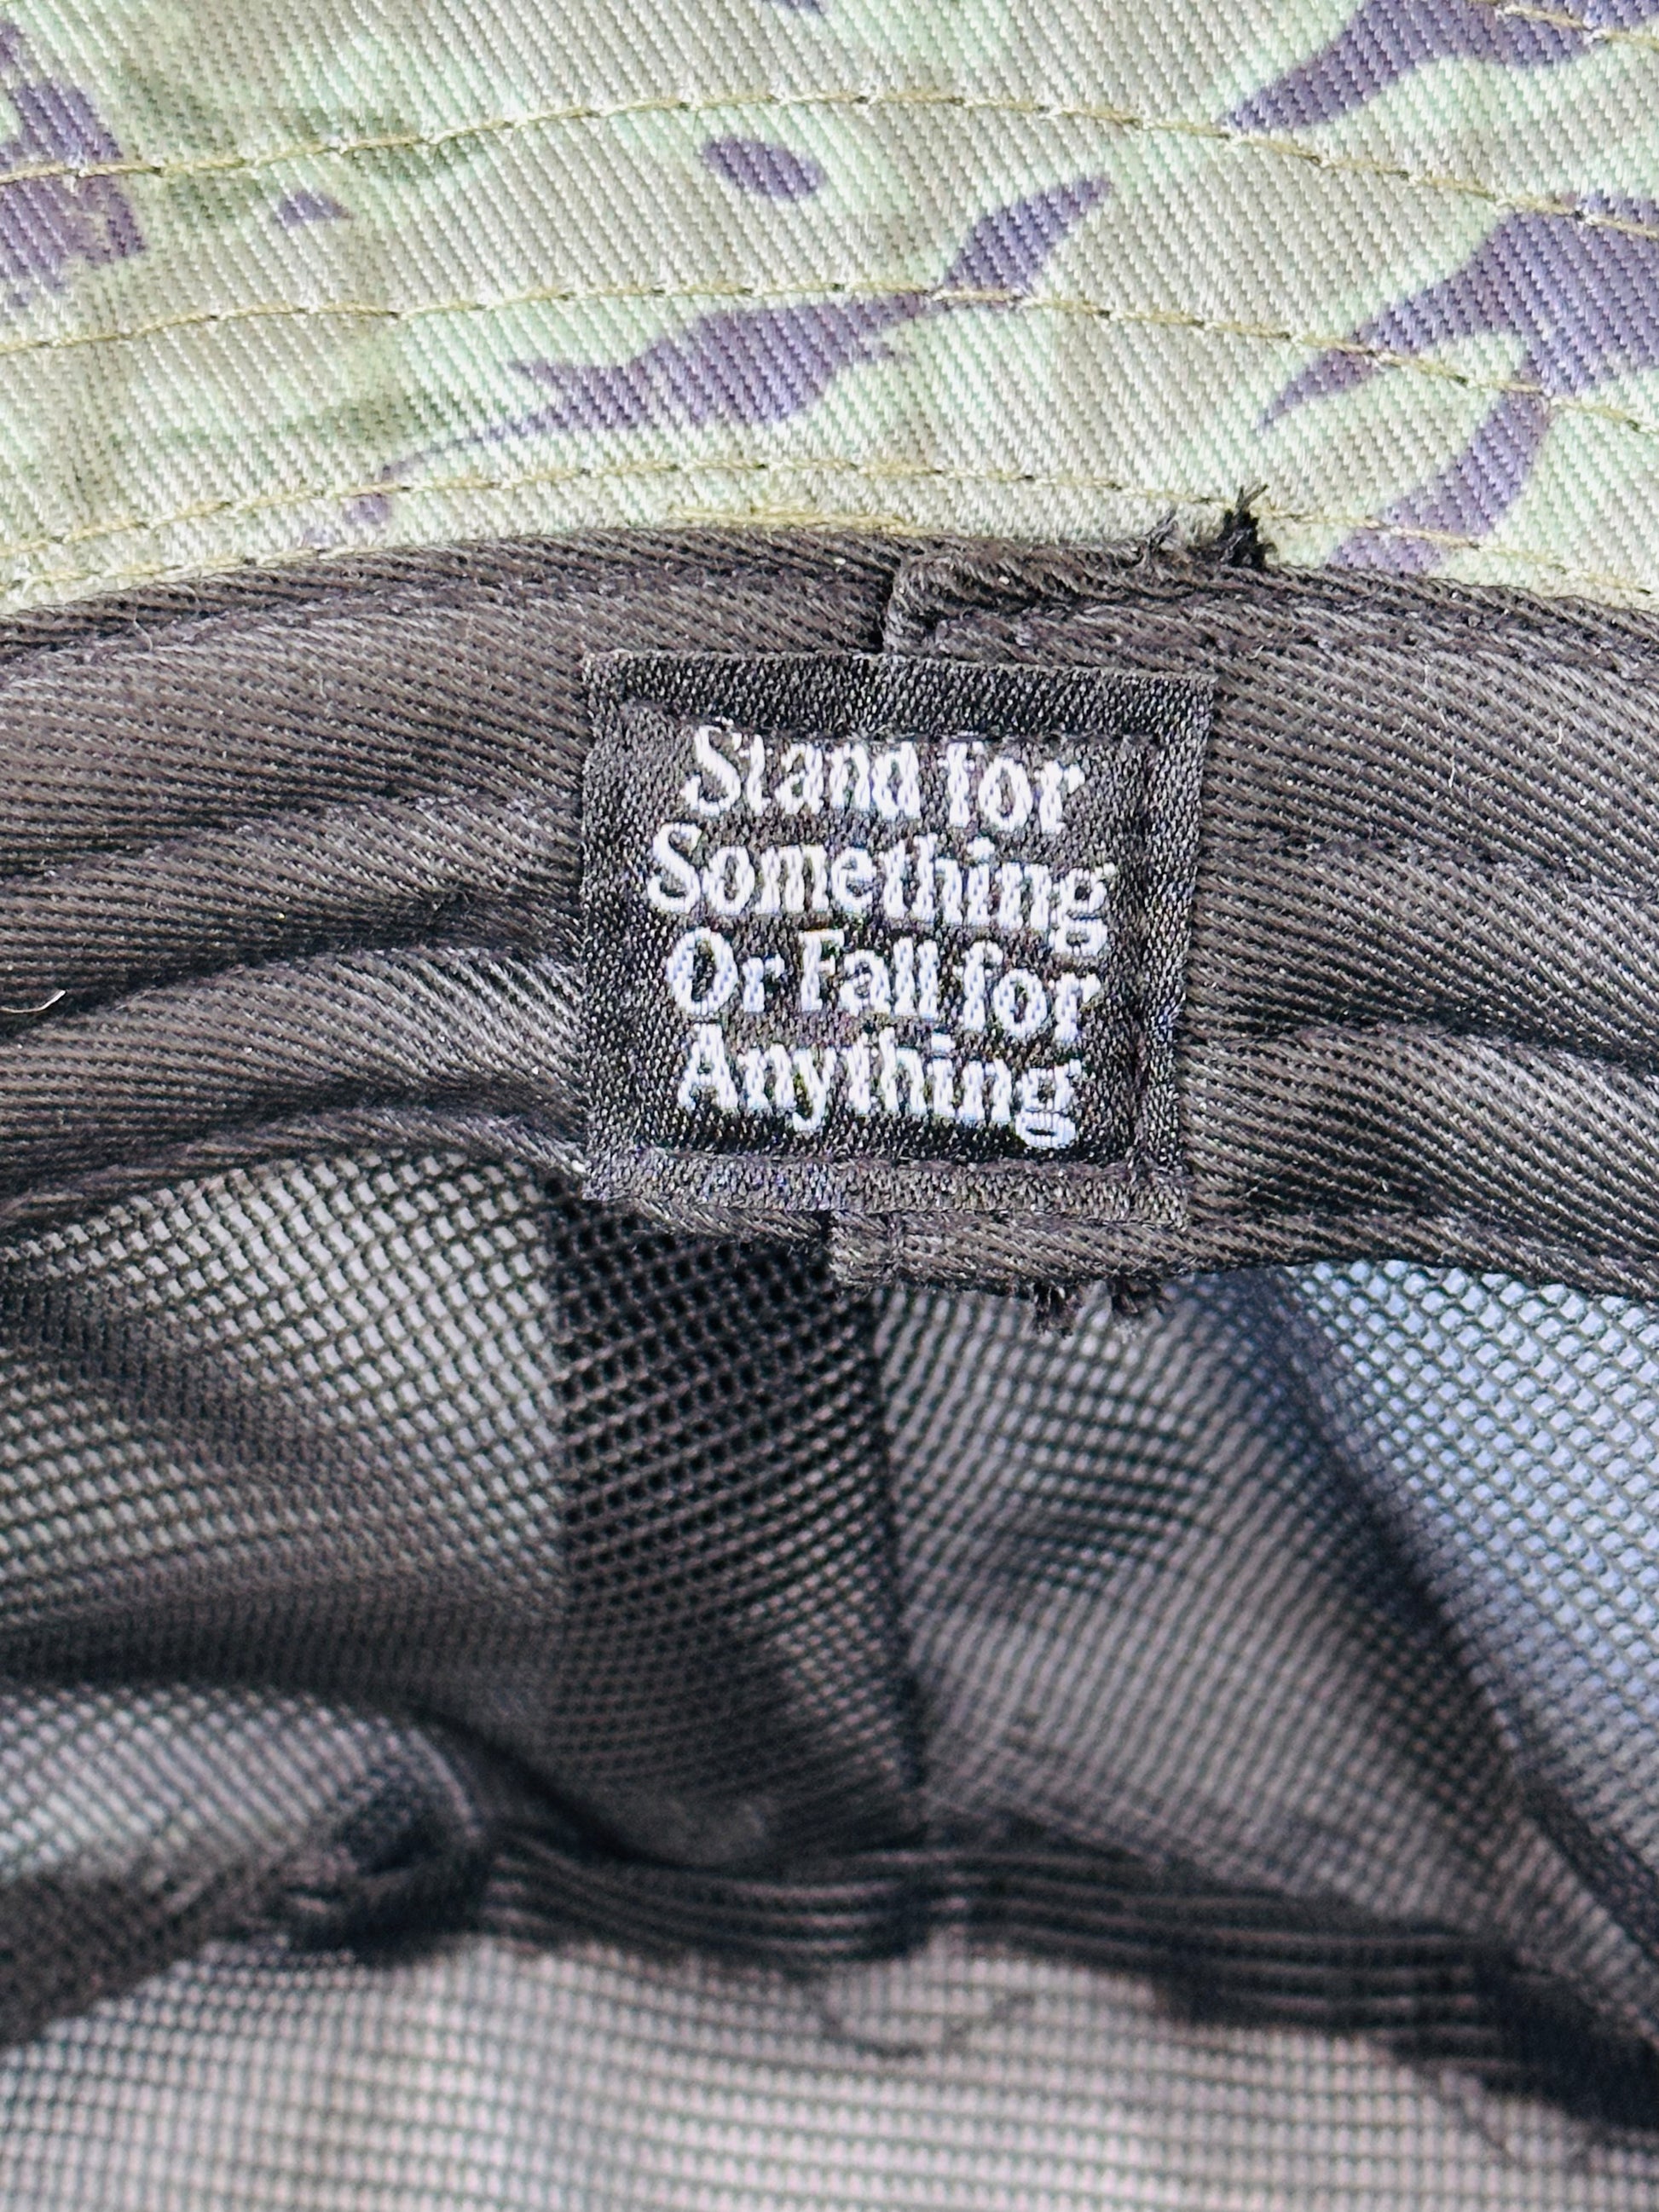 Stand for
Something
Or Fall for
Anything